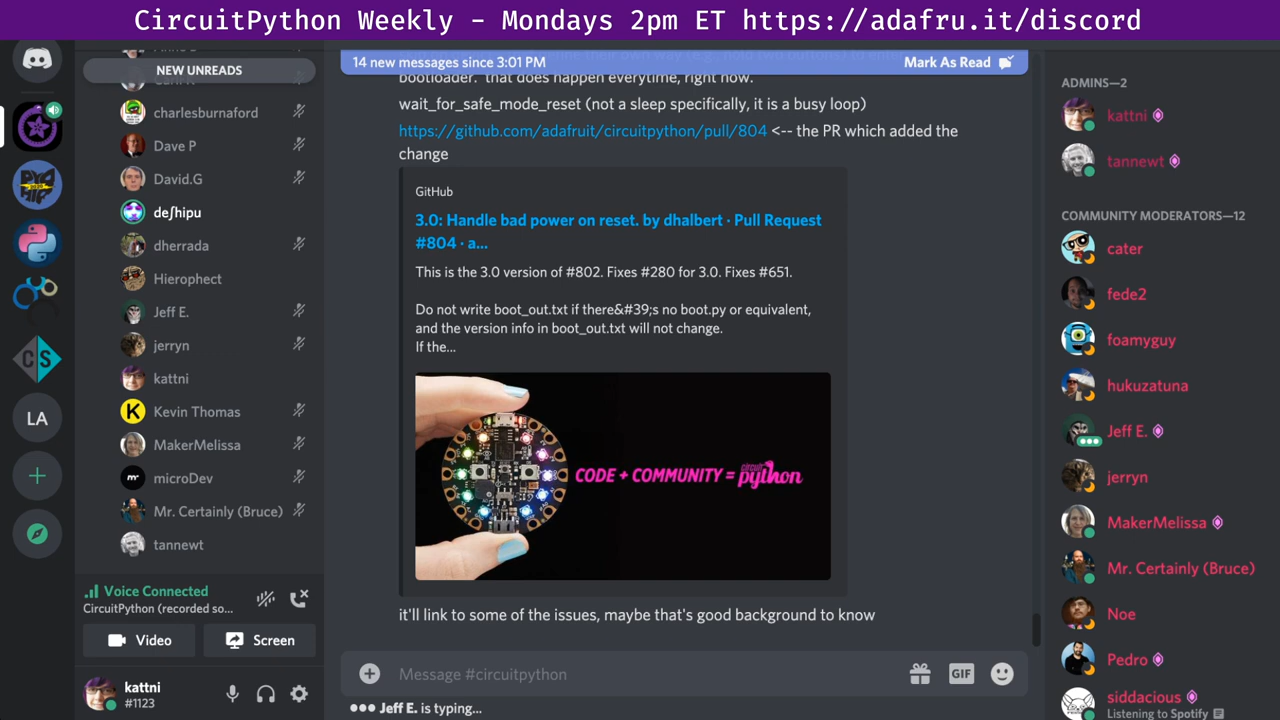 CircuitPython Weekly - Mondays 2pm ET https://adafru.it/discord
NEW UNREADS
charlesburnaford
Dave P
David.G
deʃhipu
dherrada
Hierophect
Jeff E.
jerryn
kattni
Kevin Thomas
MakerMelissa
microDev
Mr. Certainly (Bruce)
tannewt
Voice Connected
CircuitPython (recorded so...
Video
Screen
kattni
#1123
LA
14 new messages since 3:01 PM
Mark As Read
bootloader. that does happen everytime, right now.
wait_for_safe_mode_reset (not a sleep specifically, it is a busy loop)
https://github.com/adafruit/circuitpython/pull/804 <-- the PR which added the
change
GitHub
3.0: Handle bad power on reset. by dhalbert · Pull Request
#804 · a...
This is the 3.0 version of #802. Fixes #280 for 3.0. Fixes #651.
Do not write boot_out.txt if there&#39;s no boot.py or equivalent,
and the version info in boot_out.txt will not change.
If the...
CODE + COMMUNITY = circuit python
it'll link to some of the issues, maybe that's good background to know
Message #circuitpython
GIF
Jeff E. is typing...
ADMINS—2
kattni
tannewt
COMMUNITY MODERATORS—12
cater
fede2
foamyguy
hukuzatuna
Jeff E.
jerryn
MakerMelissa
Mr. Certainly (Bruce)
Noe
Pedro
siddacious
Listening to Spotify